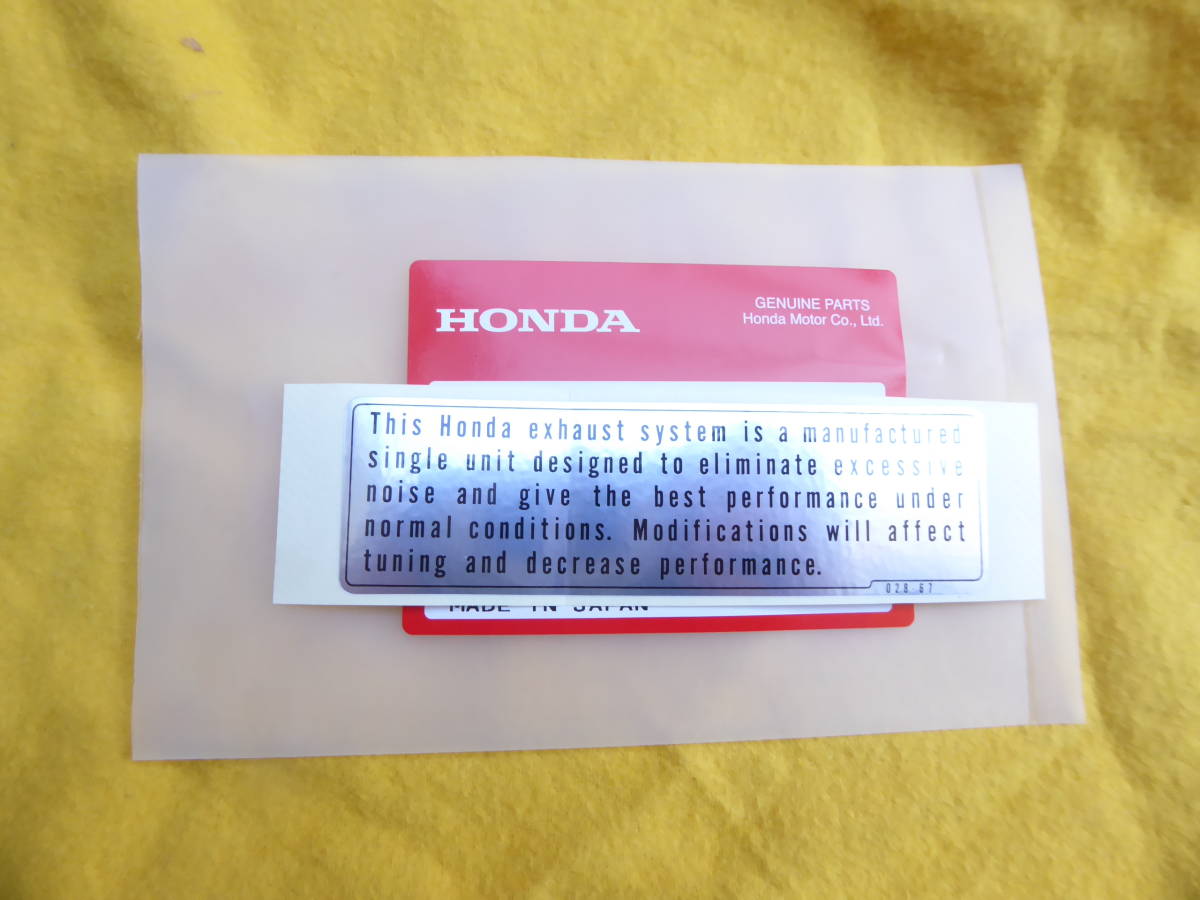 HONDA
GENUINE PARTS
Honda Motor Co., Ltd.
This Honda exhaust system is a manufactured
single unit designed to eliminate excessive
noise and give the best performance under
normal conditions. Modifications will affect
tuning and decrease performance.
028-67
MADE IN JAPAN